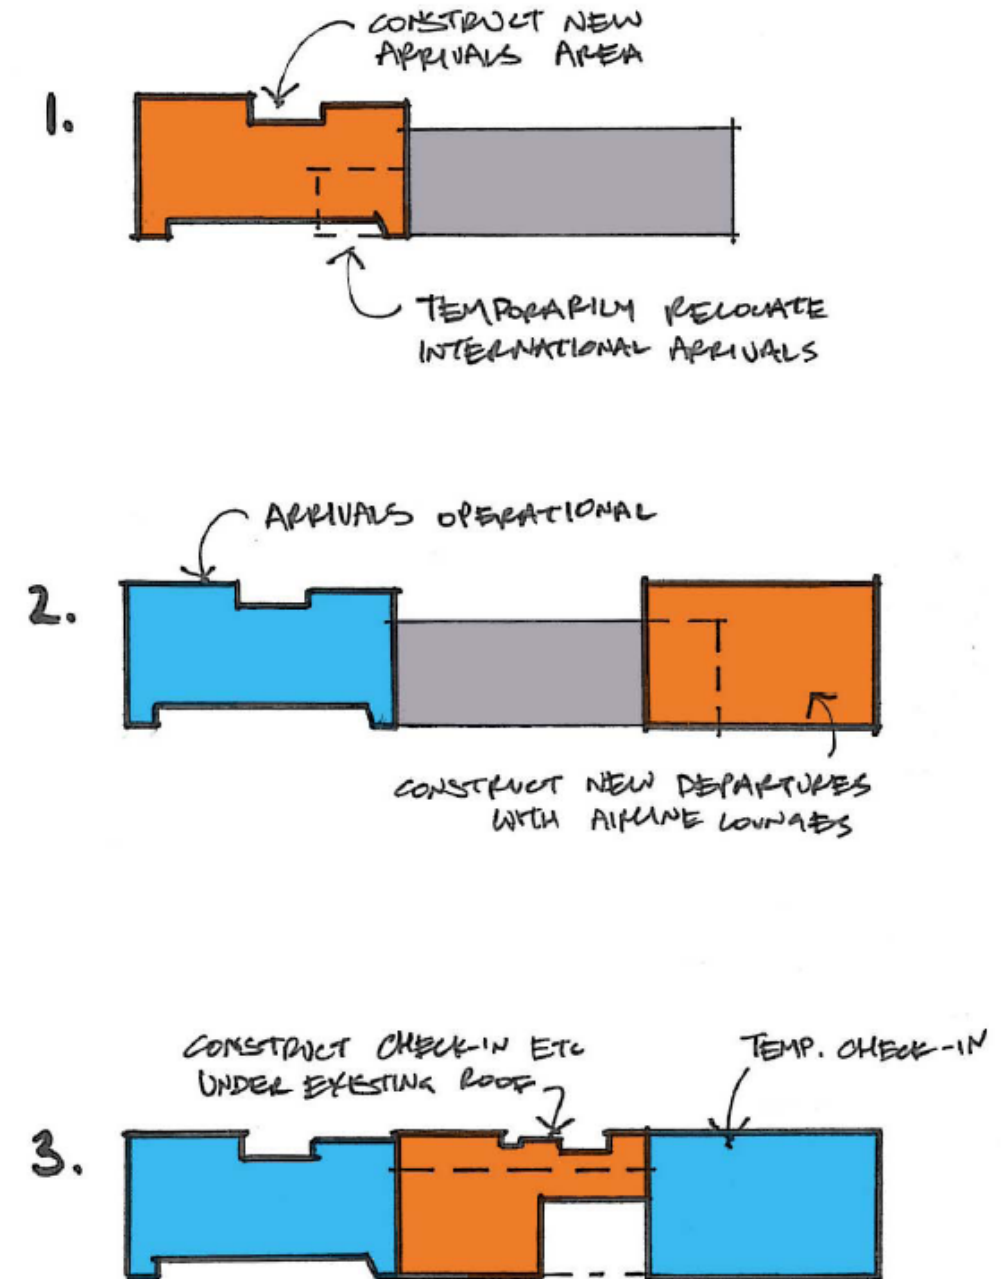 CONSTRUCT NEW
ARRIVALS AREA
1.
TEMPORARILY RELOCATE
INTERNATIONAL ARRIVALS
ARRIVALS OPERATIONAL
2.
CONSTRUCT NEW DEPARTURES
WITH AIRLINE LOUNGES
CONSTRUCT CHECK-IN ETC
UNDER EXISTING ROOF
TEMP. CHECK-IN
3.